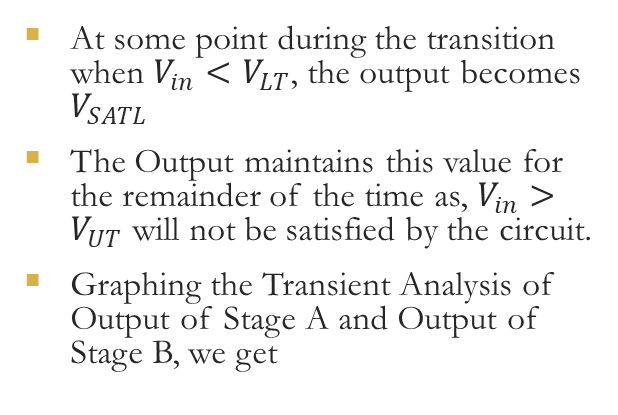 ▪ At some point during the transition
when V_{in} < V_{LT}, the output becomes
V_{SATL}
▪ The Output maintains this value for
the remainder of the time as, V_{in} >
V_{UT} will not be satisfied by the circuit.
▪ Graphing the Transient Analysis of
Output of Stage A and Output of
Stage B, we get